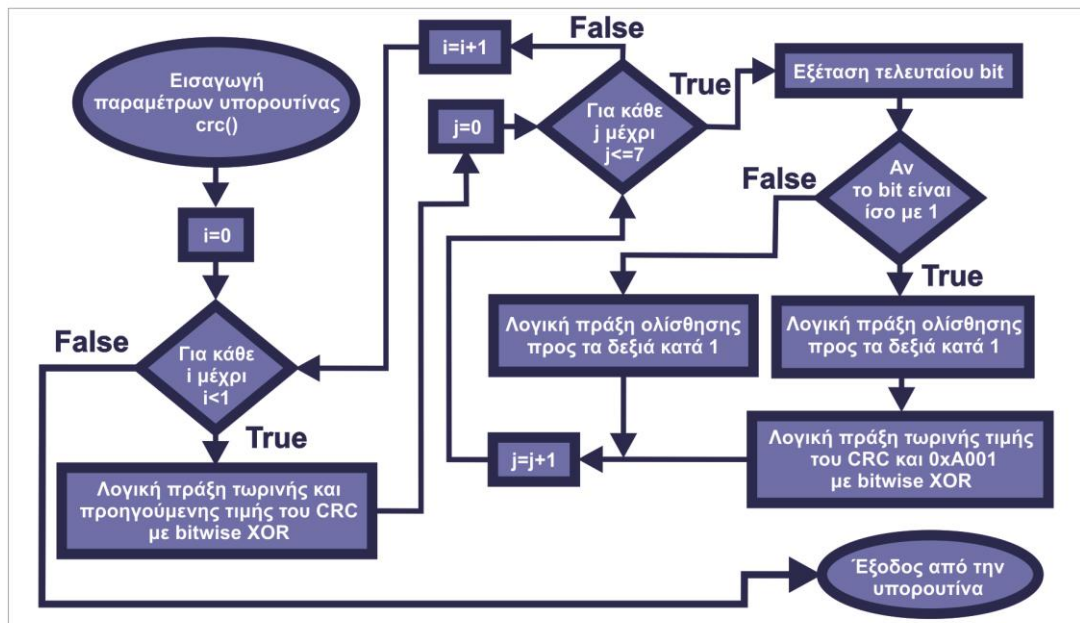 Εισαγωγή
παραμέτρων υπορουτίνας
crc()
i=0
Για κάθε
i μέχρι
i<1
False
True
Λογική πράξη τωρινής και
προηγούμενης τιμής του CRC
με bitwise XOR
i=i+1
j=0
False
Για κάθε
j μέχρι
j<=7
True
Εξέταση τελευταίου bit
Αν
το bit είναι
ίσο με 1
False
True
Λογική πράξη ολίσθησης
προς τα δεξιά κατά 1
Λογική πράξη ολίσθησης
προς τα δεξιά κατά 1
j=j+1
Λογική πράξη τωρινής τιμής
του CRC και 0xA001
με bitwise XOR
Έξοδος από την
υπορουτίνα